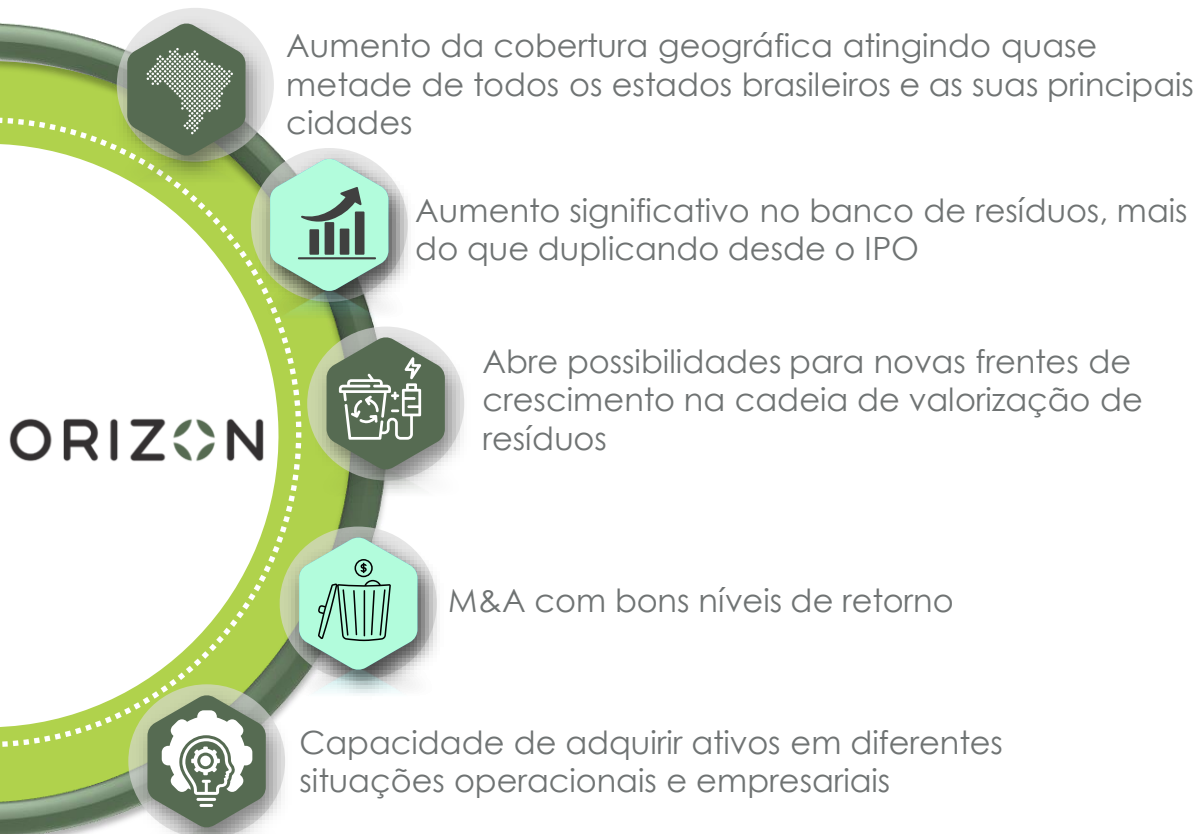 Aumento da cobertura geográfica atingindo quase
metade de todos os estados brasileiros e as suas principais
cidades
Aumento significativo no banco de resíduos, mais
do que duplicando desde o IPO
Abre possibilidades para novas frentes de
crescimento na cadeia de valorização de
resíduos
ORIZON
M&A com bons níveis de retorno
Capacidade de adquirir ativos em diferentes
situações operacionais e empresariais